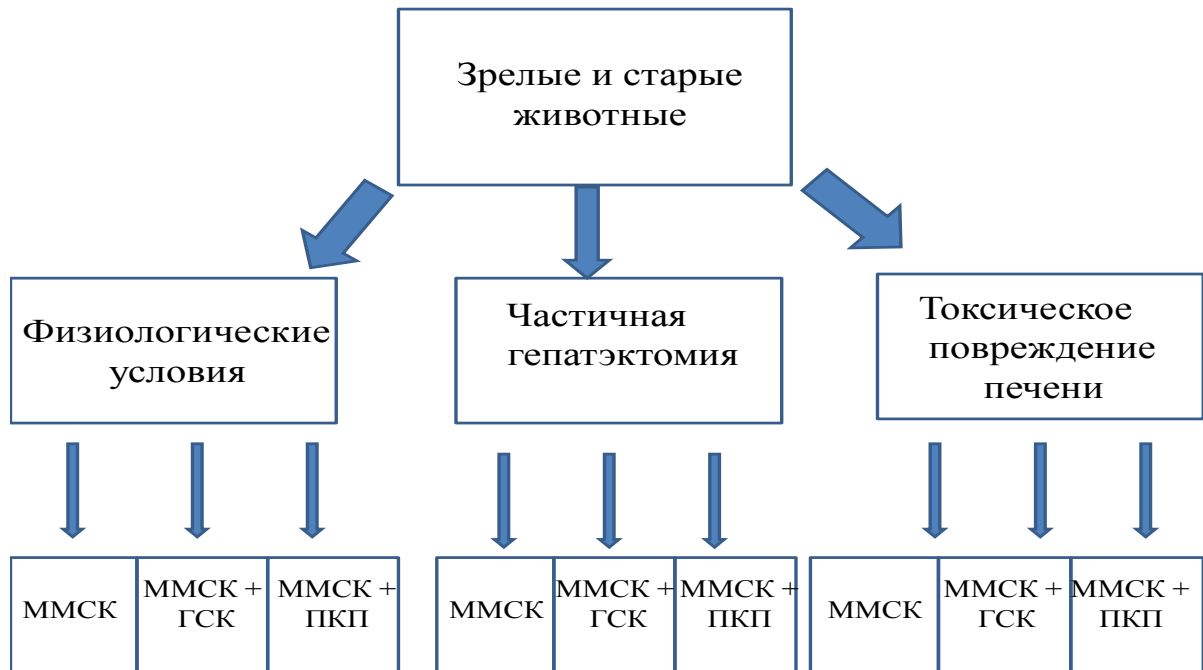 Зрелые и старые
животные
Физиологические
условия
Частичная
гепатэктомия
Токсическое
повреждение
печени
ММСК
ММСК +
ГСК
ММСК +
ПКП
ММСК
ММСК +
ГСК
ММСК +
ПКП
ММСК
ММСК +
ГСК
ММСК +
ПКП